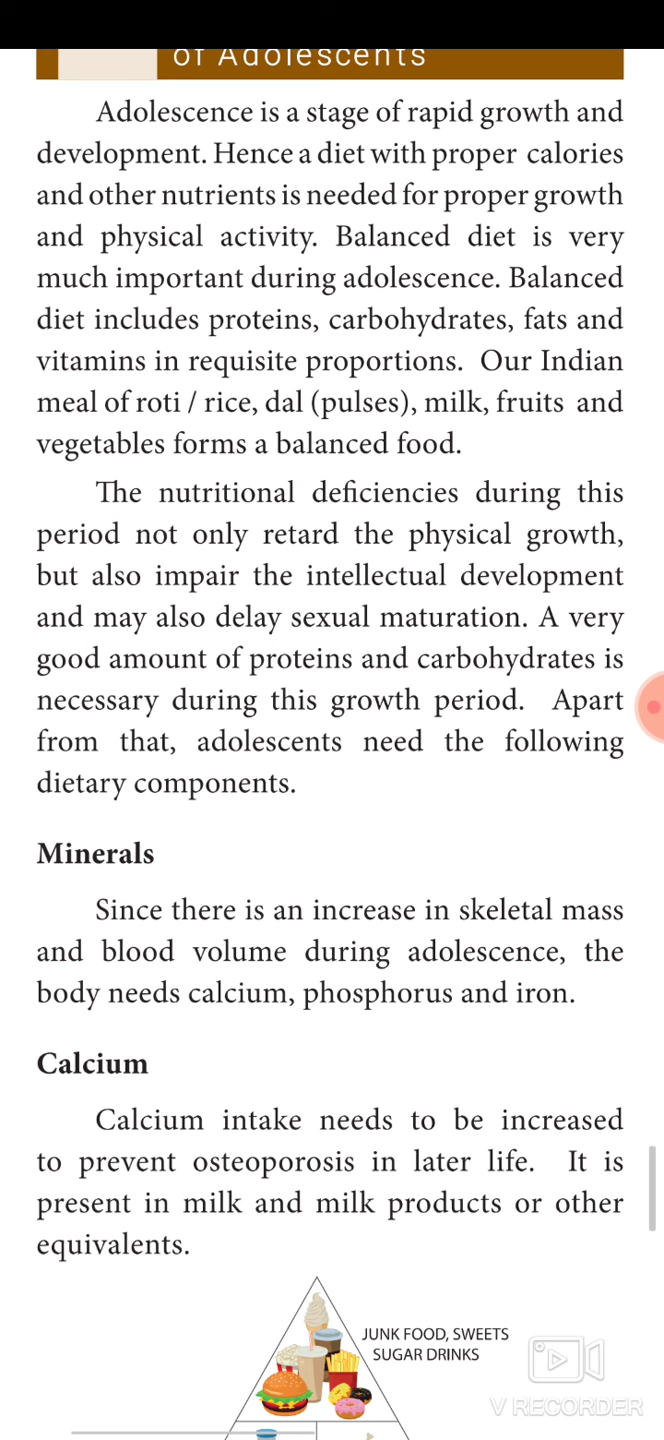 of Adolescents
Adolescence is a stage of rapid growth and
development. Hence a diet with proper calories
and other nutrients is needed for proper growth
and physical activity. Balanced diet is very
much important during adolescence. Balanced
diet includes proteins, carbohydrates, fats and
vitamins in requisite proportions. Our Indian
meal of roti / rice, dal (pulses), milk, fruits and
vegetables forms a balanced food.
The nutritional deficiencies during this
period not only retard the physical growth,
but also impair the intellectual development
and may also delay sexual maturation. A very
good amount of proteins and carbohydrates is
necessary during this growth period. Apart
from that, adolescents need the following
dietary components.
Minerals
Since there is an increase in skeletal mass
and blood volume during adolescence, the
body needs calcium, phosphorus and iron.
Calcium
Calcium intake needs to be increased
to prevent osteoporosis in later life. It is
present in milk and milk products or other
equivalents.
JUNK FOOD, SWEETS
SUGAR DRINKS
V RECORDER